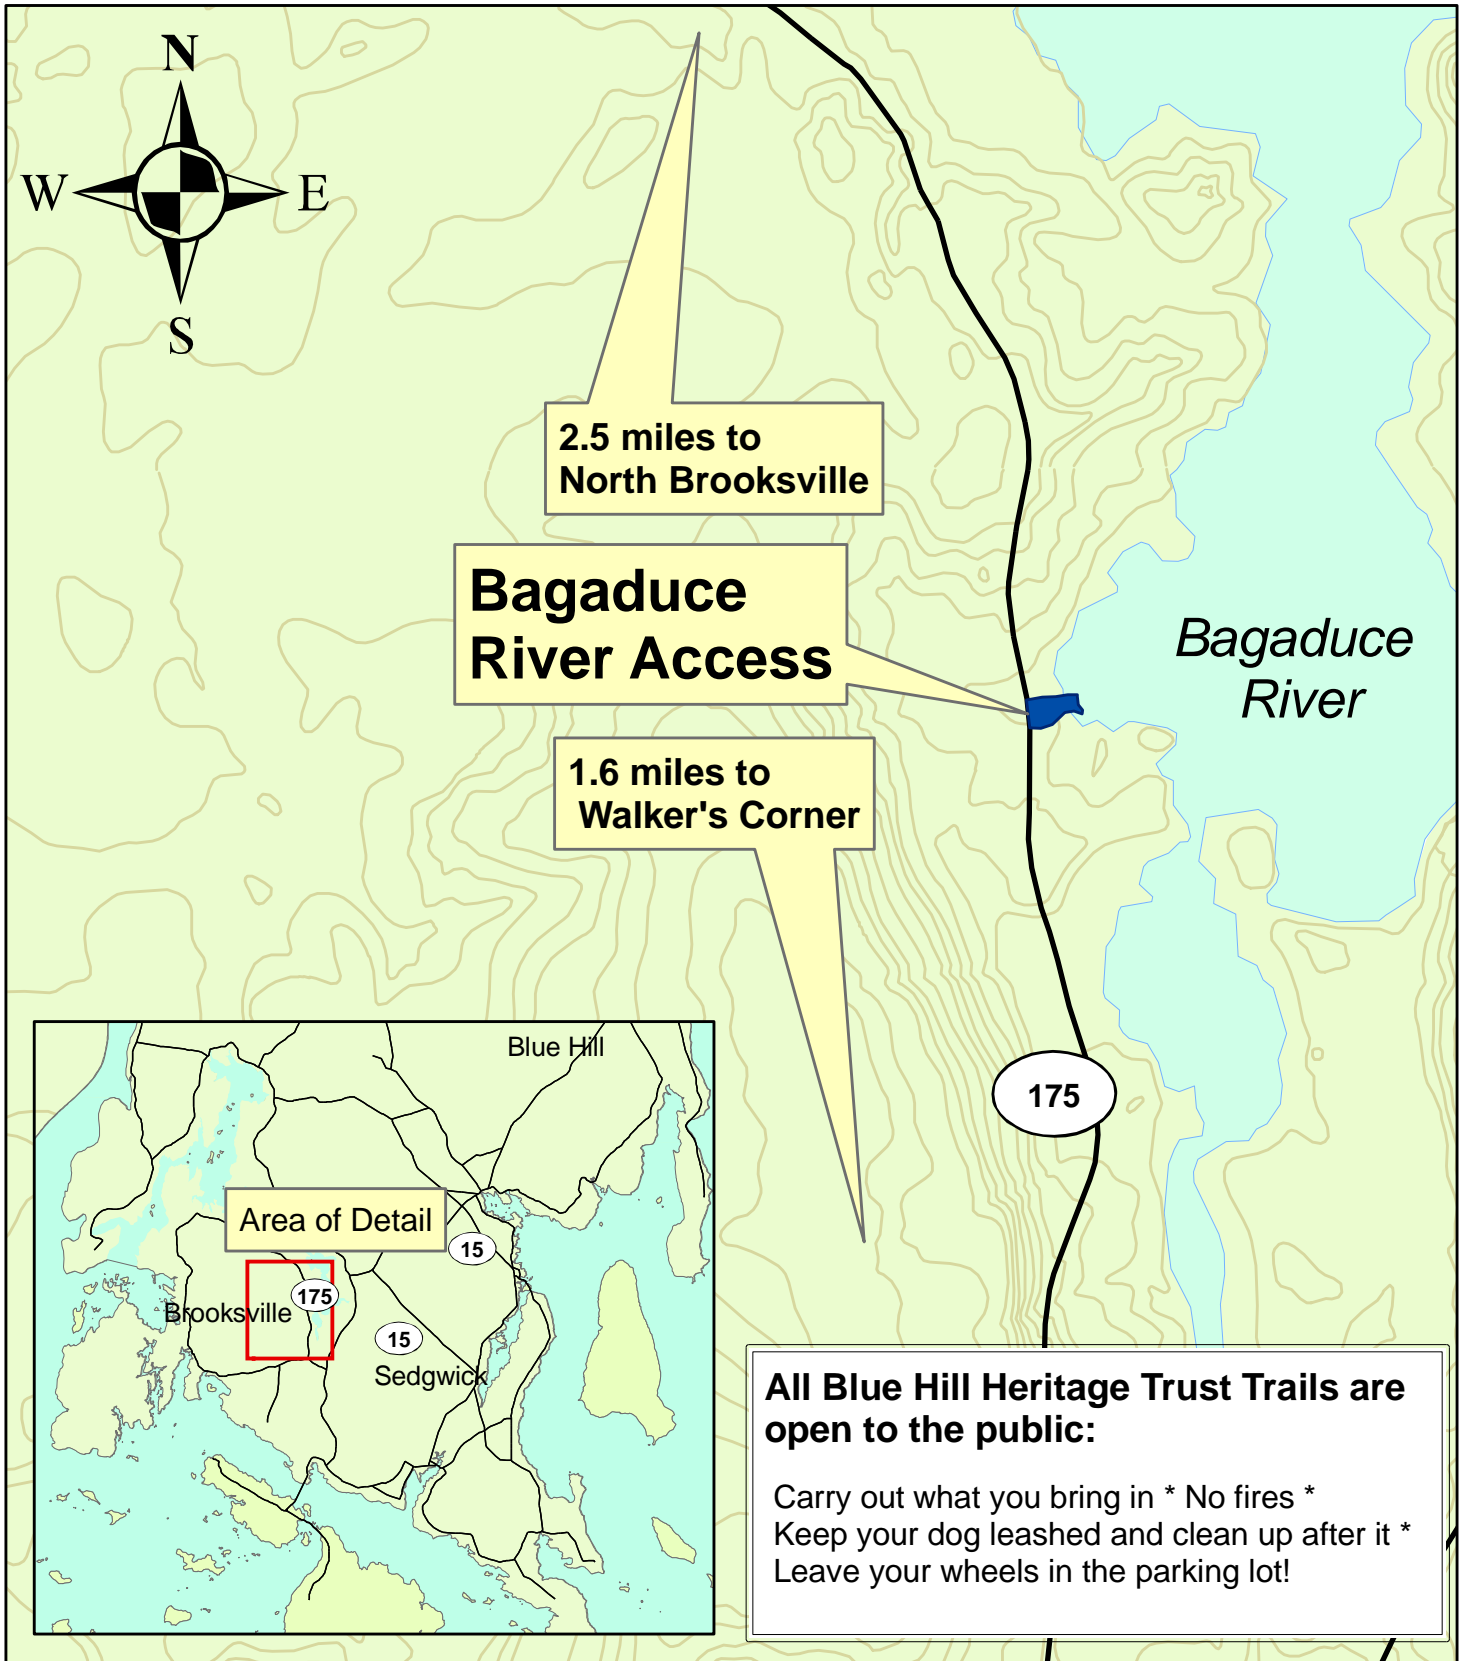 N
W
E
S
2.5 miles to
North Brooksville
Bagaduce
River Access
Bagaduce
River
1.6 miles to
Walker's Corner
175
Blue Hill
Area of Detail
15
175
Brooksville
15
Sedgwick
All Blue Hill Heritage Trust Trails are
open to the public:
Carry out what you bring in * No fires *
Keep your dog leashed and clean up after it *
Leave your wheels in the parking lot!